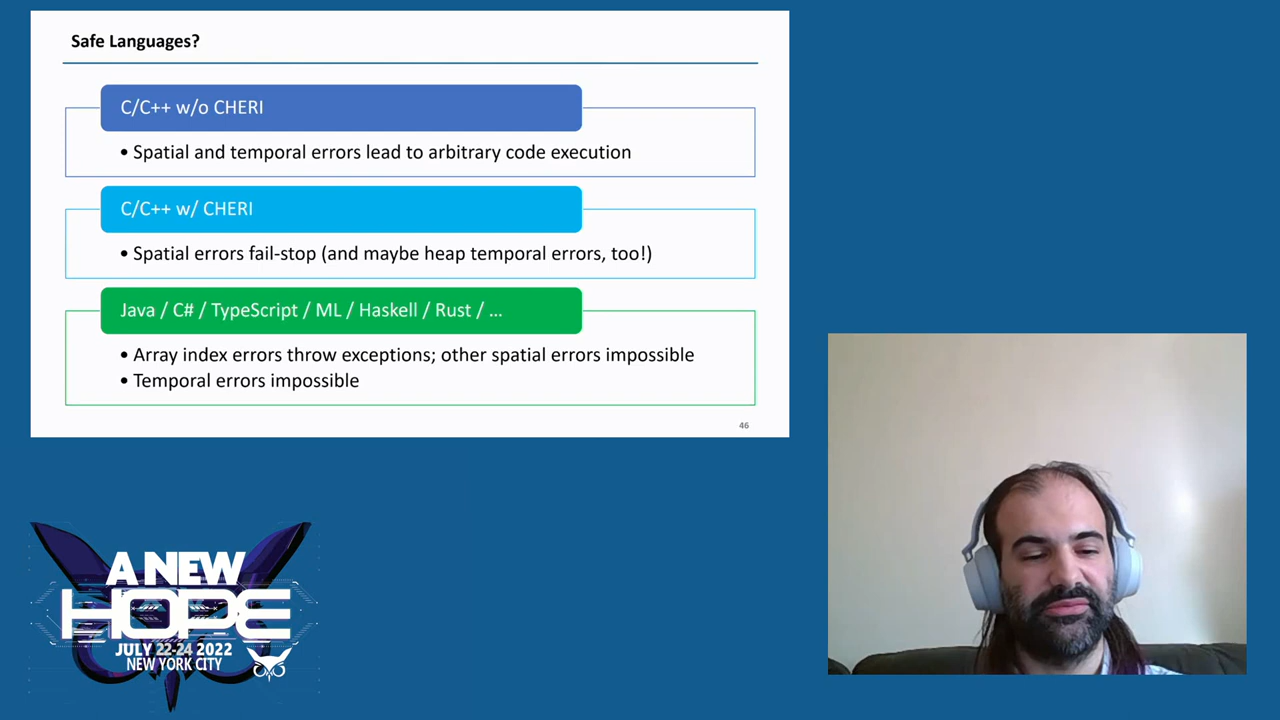 Safe Languages?
C/C++ w/o CHERI
• Spatial and temporal errors lead to arbitrary code execution
C/C++ w/ CHERI
• Spatial errors fail-stop (and maybe heap temporal errors, too!)
Java / C# / TypeScript / ML / Haskell / Rust / ...
• Array index errors throw exceptions; other spatial errors impossible
• Temporal errors impossible
46
A NEW
HOPE
JULY 22-24 2022
NEW YORK CITY